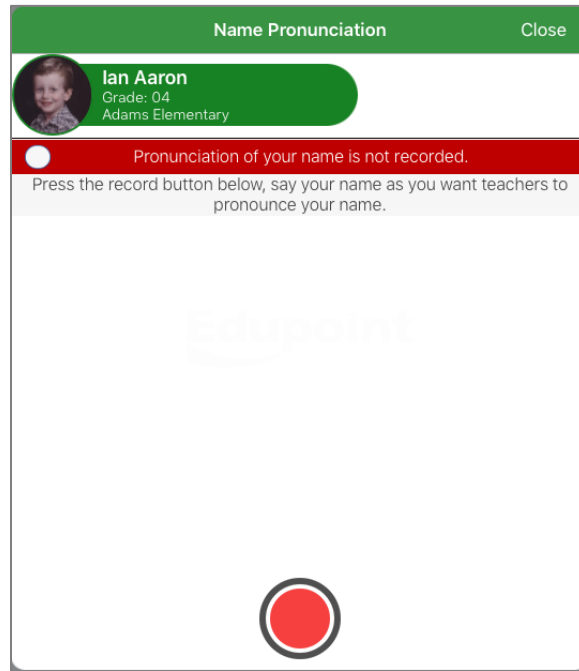 Name Pronunciation Close
Ian Aaron
Grade: 04
Adams Elementary
Pronunciation of your name is not recorded.
Press the record button below, say your name as you want teachers to
pronounce your name.
Edupoint